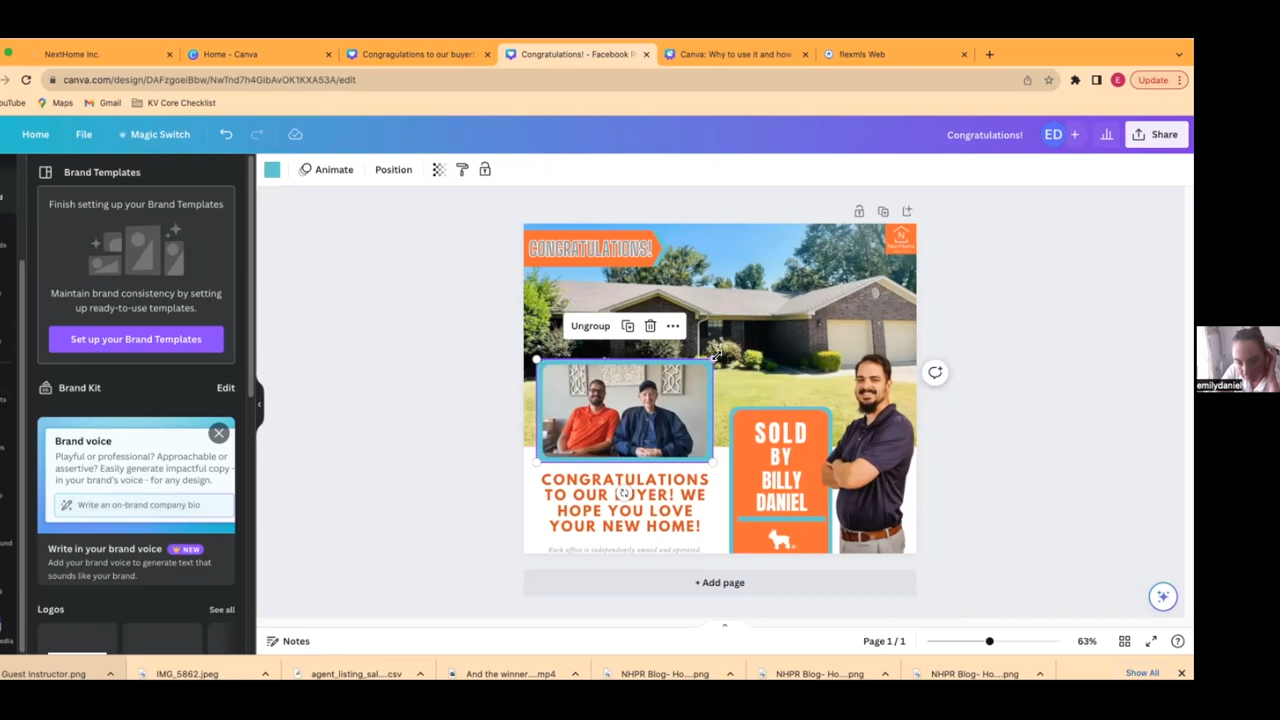 NextHome Inc.
Home - Canva
Congragulations to our buyer!
Congratulations! - Facebook P
Canva: Why to use it and how
flexmls Web
canva.com/design/DAFzgoeiBbw/NwTnd7h4GibAvOK1KXA53A/edit
E
Update
ouTube
Maps
Gmail
KV Core Checklist
Home
File
Magic Switch
Congratulations!
ED
Share
Brand Templates
Animate
Position
Finish setting up your Brand Templates
Maintain brand consistency by setting
up ready-to-use templates.
Set up your Brand Templates
Brand Kit
Edit
Brand voice
Playful or professional? Approachable or
assertive? Easily generate impactful copy
in your brand's voice - for any design.
Write an on-brand company bio
Write in your brand voice
NEW
Add your brand voice to generate text that
sounds like your brand.
Logos
See all
CONGRATULATIONS!
N
Ungroup
CONGRATULATIONS
TO OUR BUYER! WE
HOPE YOU LOVE
YOUR NEW HOME!
Each office is independently owned and operated.
SOLD
BY
BILLY
DANIEL
+ Add page
emilydaniel
Notes
Page 1 / 1
63%
Guest Instructor.png
IMG_5862.jpeg
agent_listing_sal....csv
And the winner....mp4
NHPR Blog- Ho....png
NHPR Blog- Ho....png
NHPR Blog- Ho....png
Show All